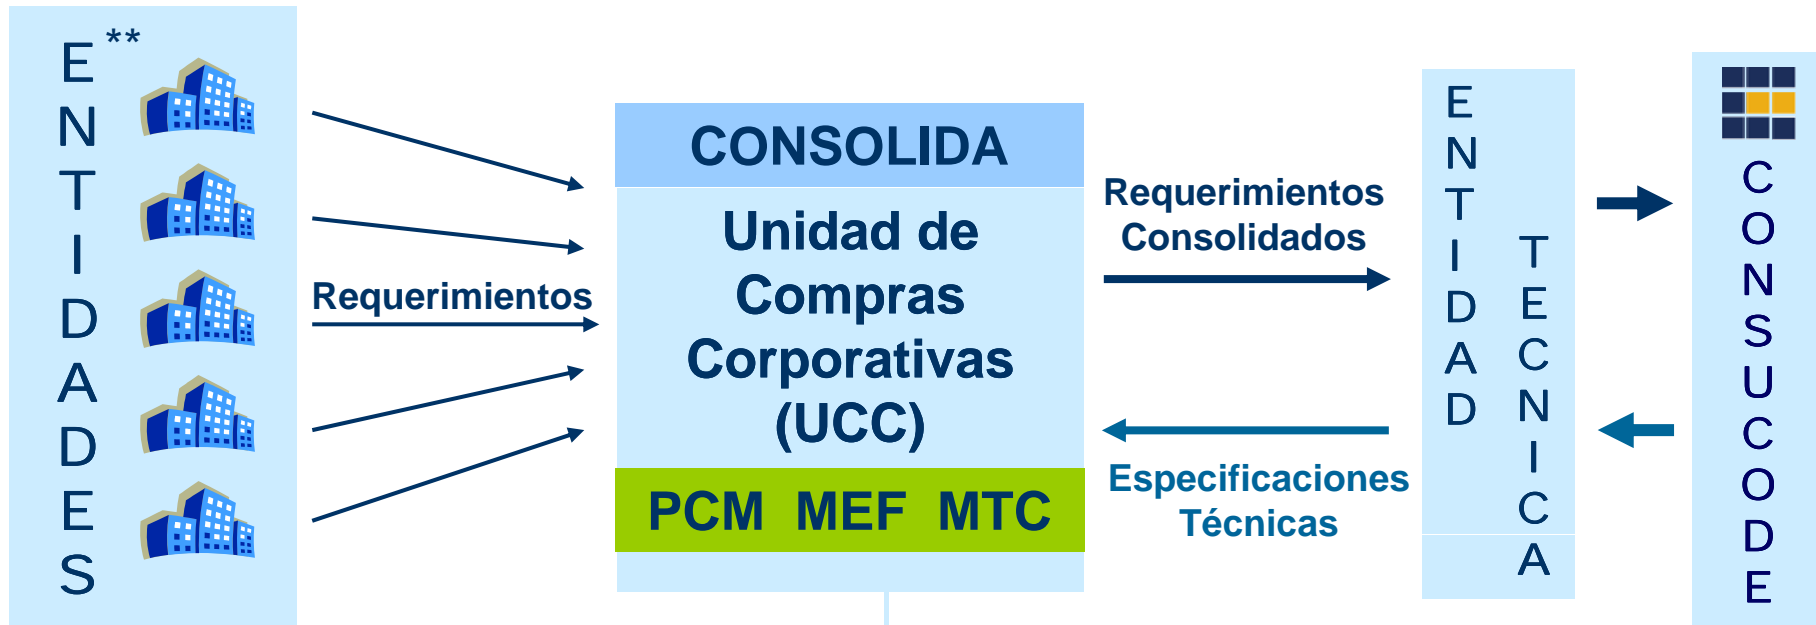 ENTIDADES**
Requerimientos
CONSOLIDA
Unidad de
Compras
Corporativas
(UCC)
PCM MEF MTC
Requerimientos
Consolidados
Especificaciones
Técnicas
ENTIDAD
TECNICA
CONSUCODE